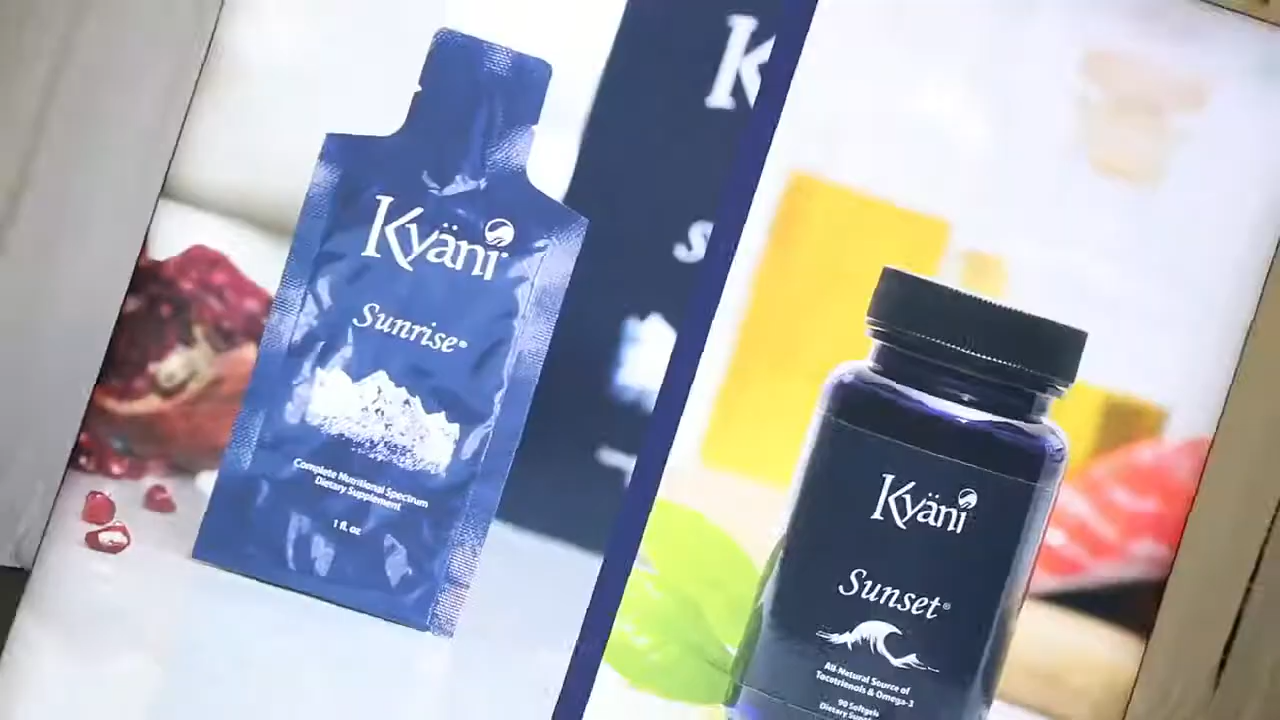 Kyäni
Sunrise®
Complete Nutritional Spectrum
Dietary Supplement
1 fl. oz
K
s
Kyäni
Sunset®
All-Natural Source of
Tocotrienols & Omega-3
90 Softgels
Dietary